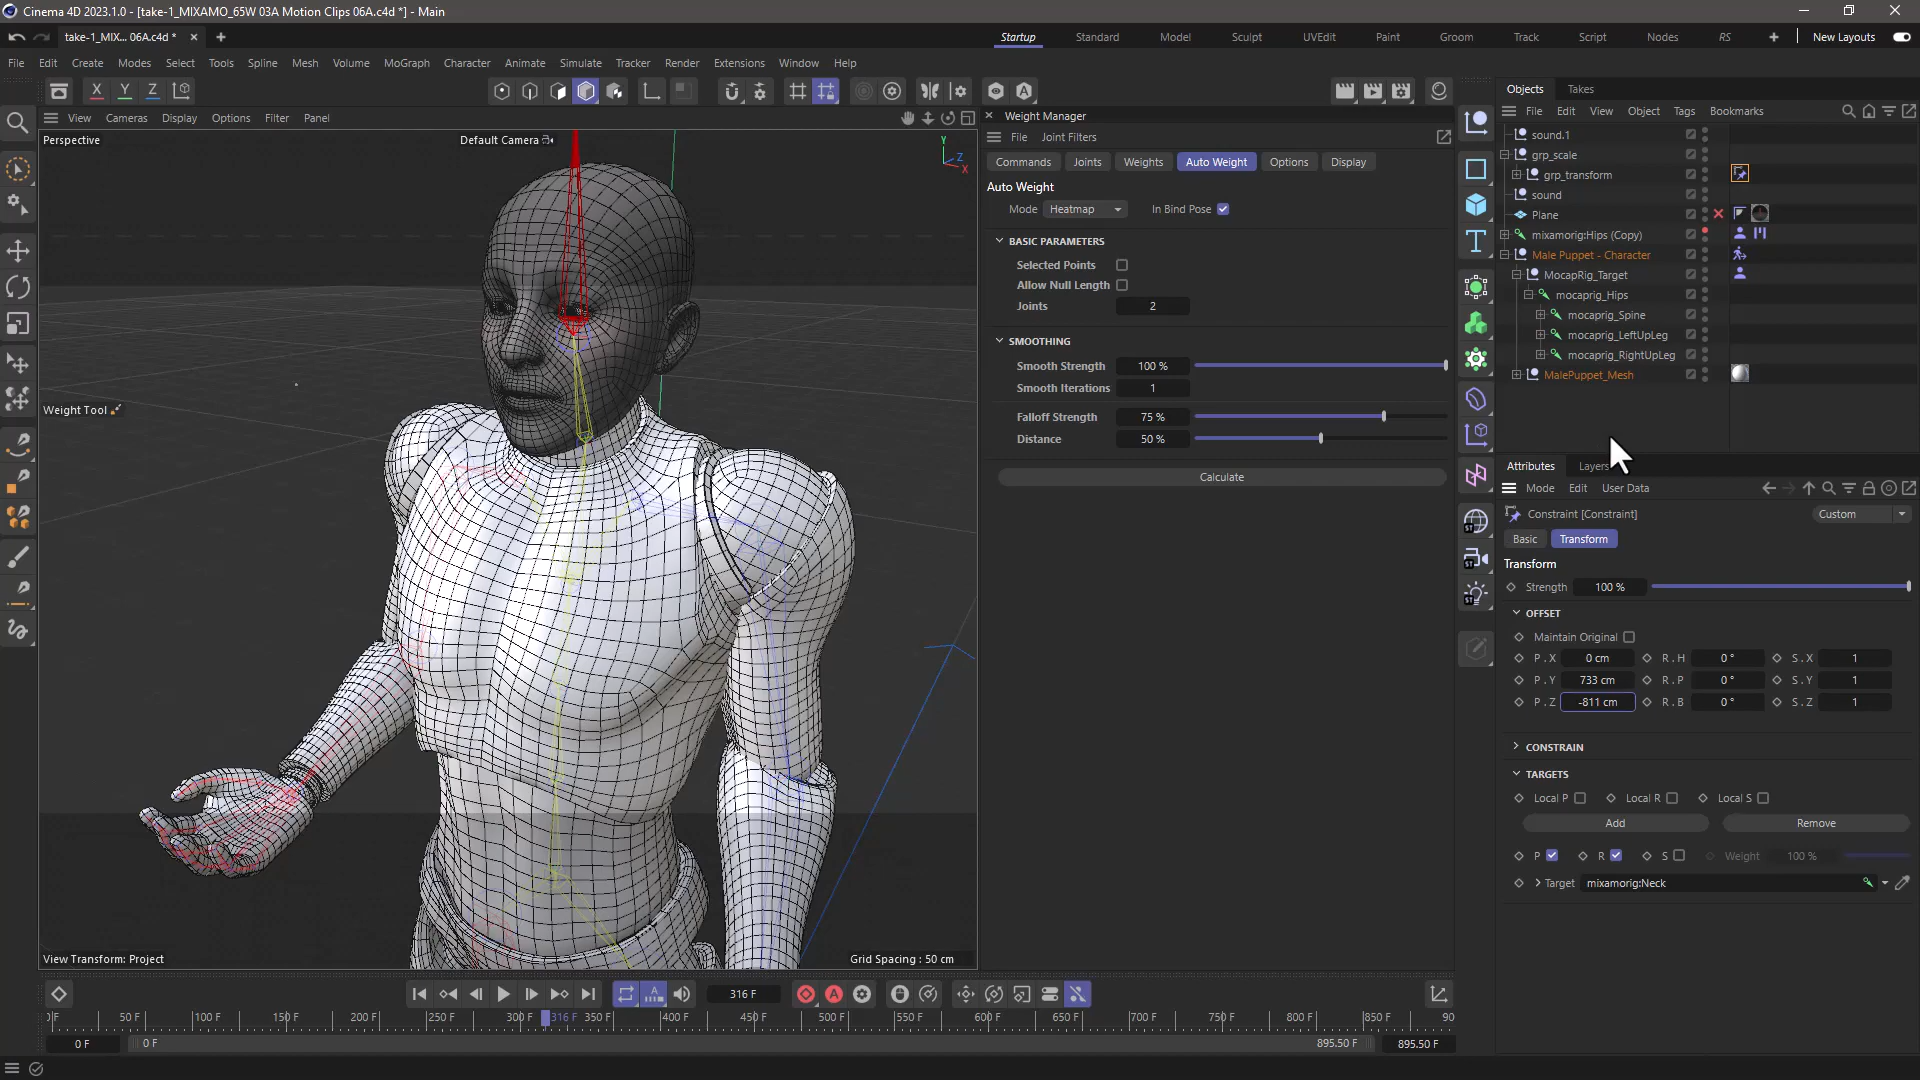 Cinema 4D 2023.1.0 - [take-1_MIXAMO_65W 03A Motion Clips 06A.c4d *] - Main
take-1_MIX... 06A.c4d *
Startup Standard Model Sculpt UVEdit Paint Groom Track Script Nodes RS New Layouts
File Edit Create Modes Select Tools Spline Mesh Volume MoGraph Character Animate Simulate Tracker Render Extensions Window Help
X Y Z
View Cameras Display Options Filter Panel
Perspective
Default Camera
Y Z X
Weight Tool
View Transform: Project
Grid Spacing : 50 cm
Weight Manager
File Joint Filters
Commands Joints Weights Auto Weight Options Display
Auto Weight
Mode Heatmap In Bind Pose
BASIC PARAMETERS
Selected Points
Allow Null Length
Joints 2
SMOOTHING
Smooth Strength 100 %
Smooth Iterations 1
Falloff Strength 75 %
Distance 50 %
Calculate
Objects Takes
File Edit View Object Tags Bookmarks
sound.1
grp_scale
grp_transform
sound
Plane
mixamorig:Hips (Copy)
Male Puppet - Character
MocapRig_Target
mocaprig_Hips
mocaprig_Spine
mocaprig_LeftUpLeg
mocaprig_RightUpLeg
MalePuppet_Mesh
Attributes Layers
Mode Edit User Data
Constraint [Constraint] Custom
Basic Transform
Transform
Strength 100 %
OFFSET
Maintain Original
P . X 0 cm R . H 0 ° S . X 1
P . Y 733 cm R . P 0 ° S . Y 1
P . Z -811 cm R . B 0 ° S . Z 1
CONSTRAIN
TARGETS
Local P Local R Local S
Add Remove
P R S Weight 100 %
Target mixamorig:Neck
316 F
50 F 100 F 150 F 200 F 250 F 300 F 316 F 350 F 400 F 450 F 500 F 550 F 600 F 650 F 700 F 750 F 800 F 850 F 90
0 F 0 F 895.50 F 895.50 F